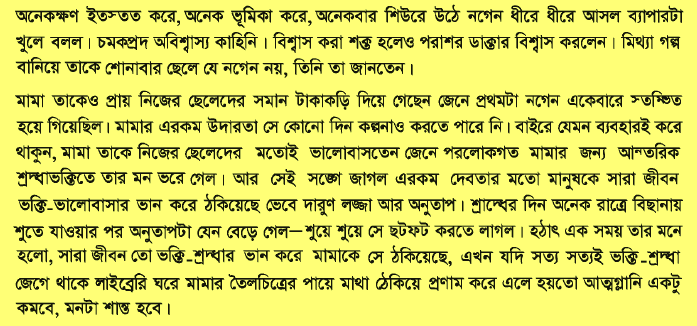 অনেকক্ষণ ইতস্তত করে, অনেক ভূমিকা করে, অনেকবার শিউরে উঠে নগেন ধীরে ধীরে আসল ব্যাপারটা
খুলে বলল। চমকপ্রদ অবিশ্বাস্য কাহিনি। বিশ্বাস করা শক্ত হলেও পরাশর ডাক্তার বিশ্বাস করলেন। মিথ্যা গল্প
বানিয়ে তাকে শোনাবার ছেলে যে নগেন নয়, তিনি তা জানতেন।
মামা তাকেও প্রায় নিজের ছেলেদের সমান টাকাকড়ি দিয়ে গেছেন জেনে প্রথমটা নগেন একেবারে স্তম্ভিত
হয়ে গিয়েছিল। মামার এরকম উদারতা সে কোনো দিন কল্পনাও করতে পারে নি। বাইরে যেমন ব্যবহারই করে
থাকুন, মামা তাকে নিজের ছেলেদের মতোই ভালোবাসতেন জেনে পরলোকগত মামার জন্য আন্তরিক
শ্রদ্ধাভক্তিতে তার মন ভরে গেল। আর সেই সঙ্গে জাগল এরকম দেবতার মতো মানুষকে সারা জীবন
ভক্তি-ভালোবাসার ভান করে ঠকিয়েছে ভেবে দারুণ লজ্জা আর অনুতাপ। শ্রাদ্ধের দিন অনেক রাত্রে বিছানায়
শুতে যাওয়ার পর অনুতাপটা যেন বেড়ে গেল—শুয়ে শুয়ে সে ছটফট করতে লাগল। হঠাৎ এক সময় তার মনে
হলো, সারা জীবন তো ভক্তি-শ্রদ্ধার ভান করে মামাকে সে ঠকিয়েছে, এখন যদি সত্য সত্যই ভক্তি-শ্রদ্ধা
জেগে থাকে লাইব্রেরি ঘরে মামার তৈলচিত্রের পায়ে মাথা ঠেকিয়ে প্রণাম করে এলে হয়তো আত্মগ্লানি একটু
কমবে, মনটা শান্ত হবে।